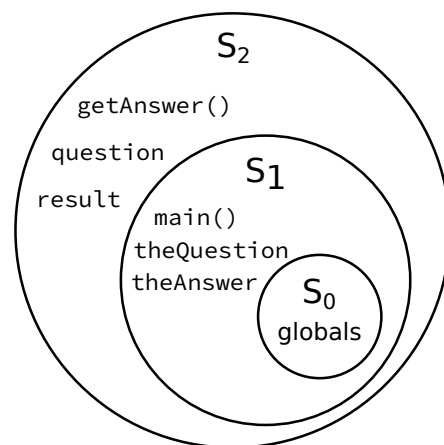 S₂
getAnswer()
question
result
S1
main()
theQuestion
theAnswer
S₀
globals